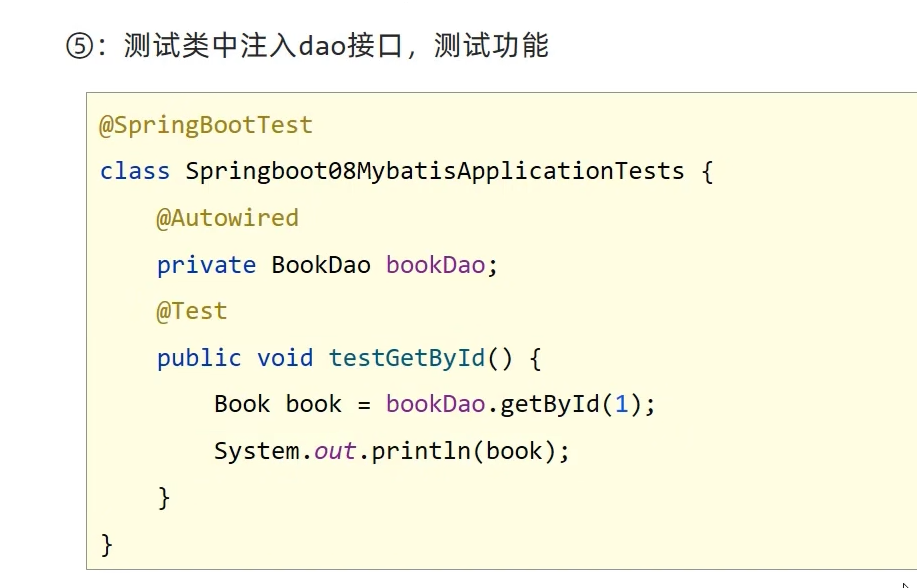 ⑤：测试类中注入dao接口，测试功能
@SpringBootTest
class Springboot08MybatisApplicationTests {
    @Autowired
    private BookDao bookDao;
    @Test
    public void testGetById() {
        Book book = bookDao.getById(1);
        System.out.println(book);
    }
}